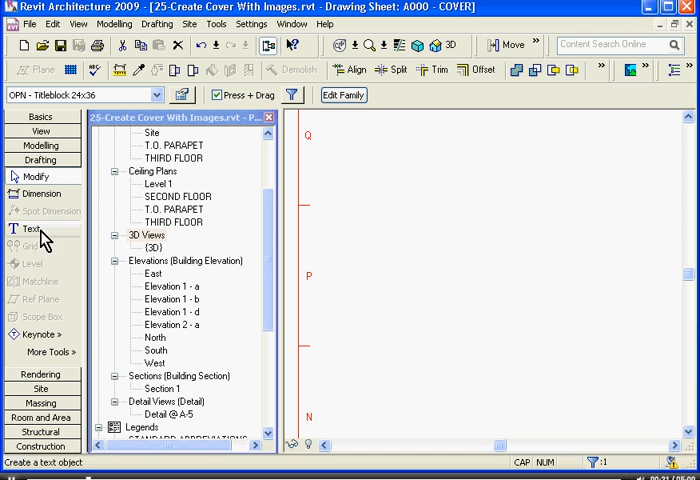 Revit Architecture 2009 - [25-Create Cover With Images.rvt - Drawing Sheet: A000 - COVER]
File Edit View Modelling Drafting Site Tools Settings Window Help
3D Move Content Search Online
Plane Demolish Align Split Trim Offset
OPN - Titleblock 24x36 Press + Drag Edit Family
Basics
View
Modelling
Drafting
Modify
Dimension
Spot Dimension
Text
Grid
Level
Matchline
Ref Plane
Scope Box
Keynote »
More Tools »
Rendering
Site
Massing
Room and Area
Structural
Construction
25-Create Cover With Images.rvt - P...
Site
T.O. PARAPET
THIRD FLOOR
Ceiling Plans
Level 1
SECOND FLOOR
T.O. PARAPET
THIRD FLOOR
3D Views
{3D}
Elevations (Building Elevation)
East
Elevation 1 - a
Elevation 1 - b
Elevation 1 - d
Elevation 2 - a
North
South
West
Sections (Building Section)
Section 1
Detail Views (Detail)
Detail @ A-5
Legends
STANDARD ABBREVIATIONS
Q
P
N
Create a text object
CAP NUM :1